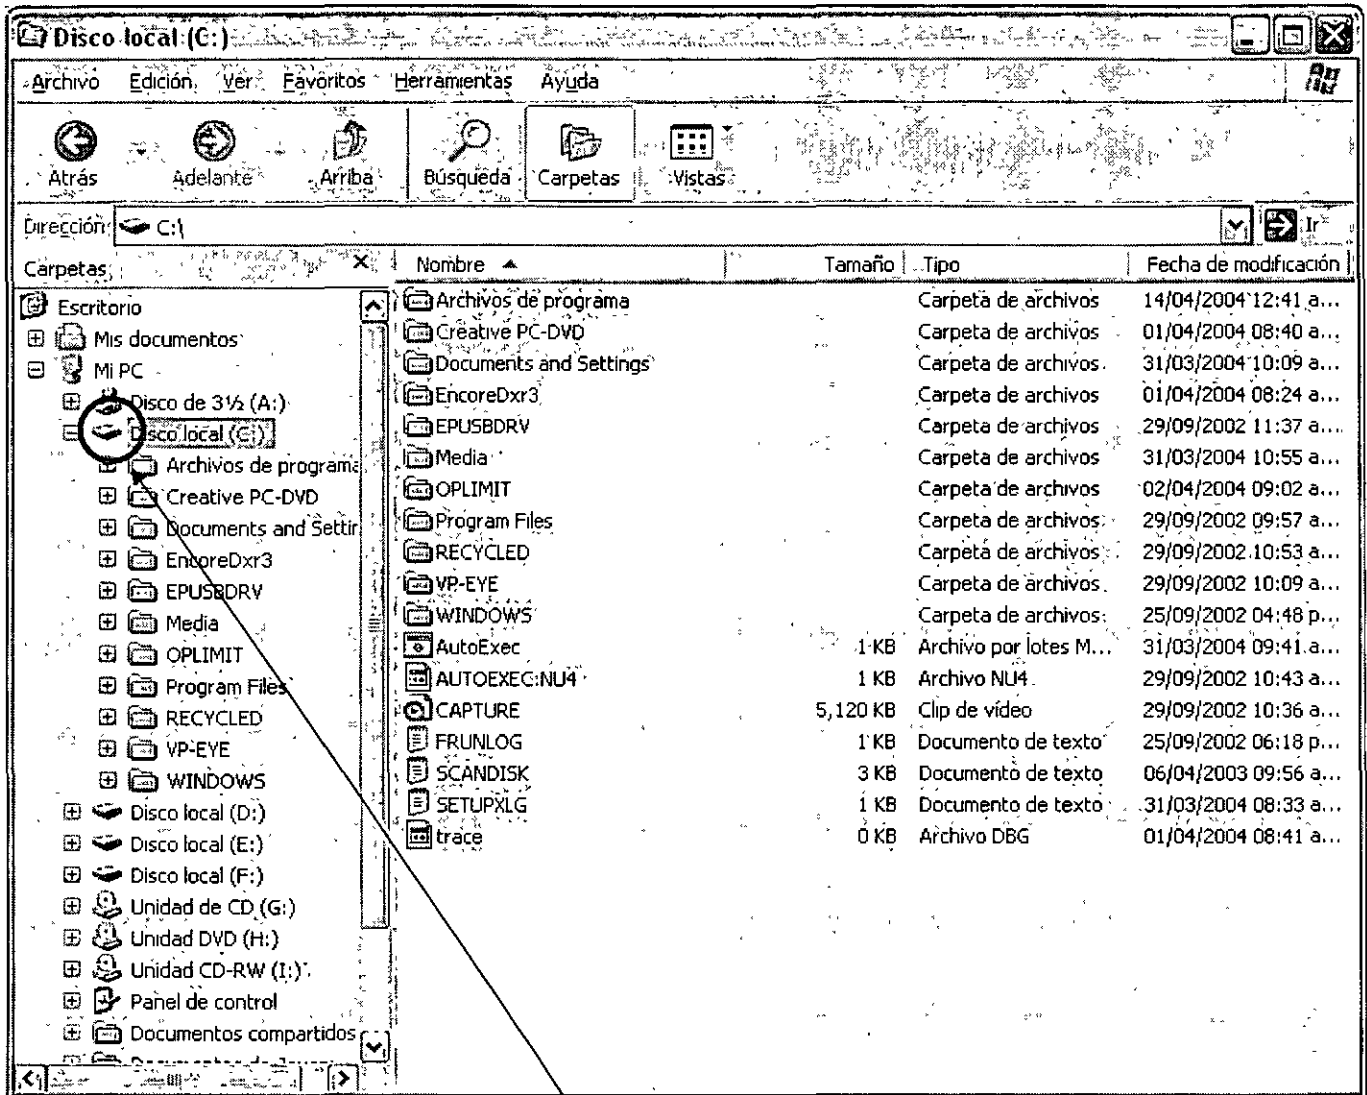 Disco local (C:)
Archivo Edición Ver Favoritos Herramientas Ayuda
Atrás Adelante Arriba Búsqueda Carpetas Vistas
Dirección C:\ Ir
Carpetas
Escritorio
Mis documentos
Mi PC
Disco de 3½ (A:)
Disco local (C:)
Archivos de programa
Creative PC-DVD
Documents and Settin
EncoreDxr3
EPUSBDRV
Media
OPLIMIT
Program Files
RECYCLED
VP-EYE
WINDOWS
Disco local (D:)
Disco local (E:)
Disco local (F:)
Unidad de CD (G:)
Unidad DVD (H:)
Unidad CD-RW (I:)
Panel de control
Documentos compartidos
Nombre Tamaño Tipo Fecha de modificación
Archivos de programa Carpeta de archivos 14/04/2004 12:41 a...
Creative PC-DVD Carpeta de archivos 01/04/2004 08:40 a...
Documents and Settings Carpeta de archivos 31/03/2004 10:09 a...
EncoreDxr3 Carpeta de archivos 01/04/2004 08:24 a...
EPUSBDRV Carpeta de archivos 29/09/2002 11:37 a...
Media Carpeta de archivos 31/03/2004 10:55 a...
OPLIMIT Carpeta de archivos 02/04/2004 09:02 a...
Program Files Carpeta de archivos 29/09/2002 09:57 a...
RECYCLED Carpeta de archivos 29/09/2002 10:53 a...
VP-EYE Carpeta de archivos 29/09/2002 10:09 a...
WINDOWS Carpeta de archivos 25/09/2002 04:48 p...
AutoExec 1 KB Archivo por lotes M... 31/03/2004 09:41 a...
AUTOEXEC.NU4 1 KB Archivo NU4 29/09/2002 10:43 a...
CAPTURE 5,120 KB Clip de vídeo 29/09/2002 10:36 a...
FRUNLOG 1 KB Documento de texto 25/09/2002 06:18 p...
SCANDISK 3 KB Documento de texto 06/04/2003 09:56 a...
SETUPXLG 1 KB Documento de texto 31/03/2004 08:33 a...
trace 0 KB Archivo DBG 01/04/2004 08:41 a...